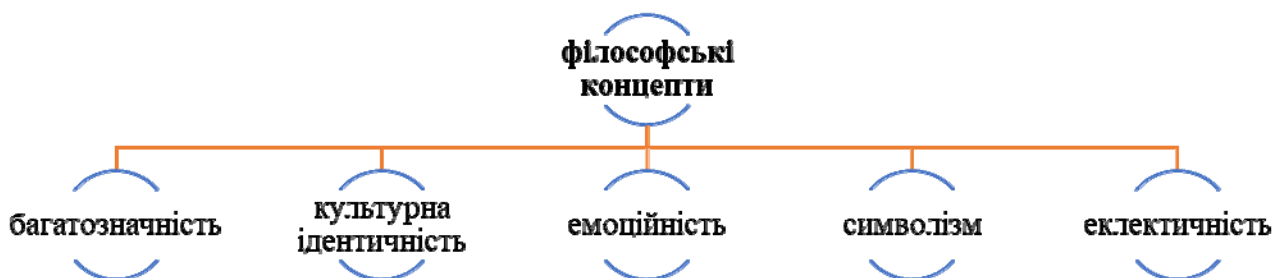 філософські
концепти
багатозначність
культурна
ідентичність
емоційність
символізм
еклектичність